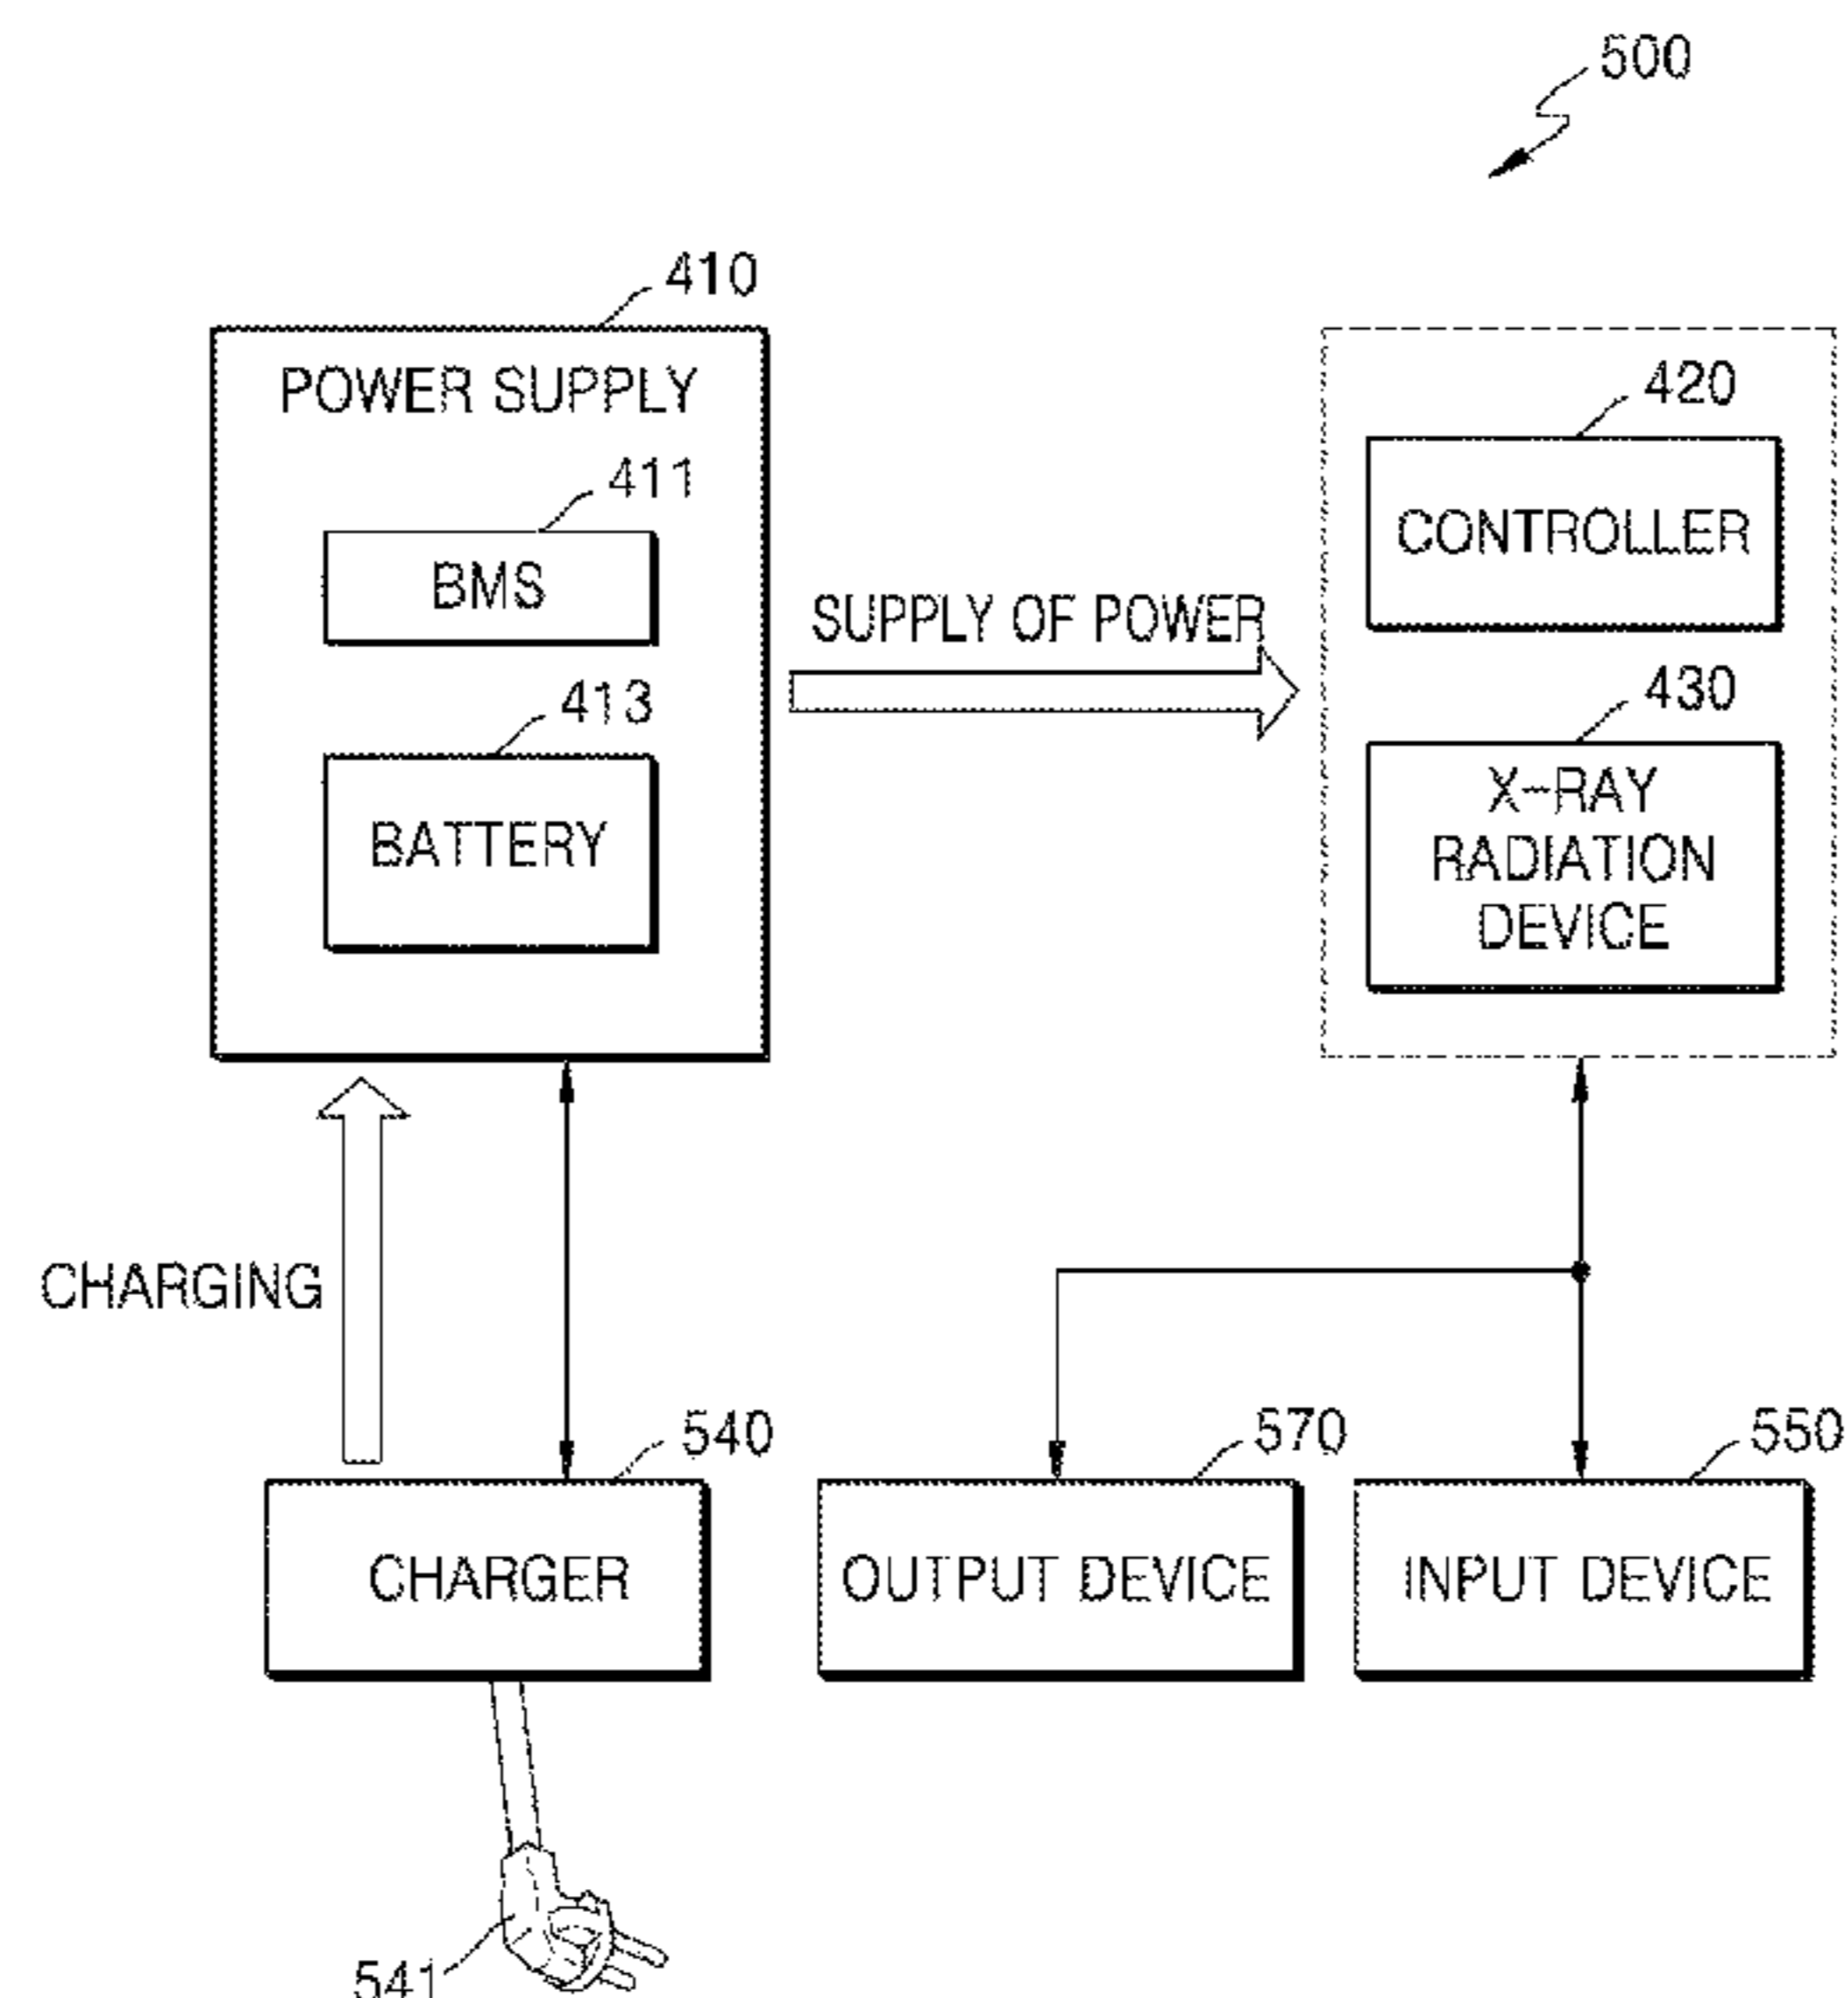 500
410
POWER SUPPLY
411
BMS
413
BATTERY
SUPPLY OF POWER
420
CONTROLLER
430
X-RAY
RADIATION
DEVICE
CHARGING
540
CHARGER
570
OUTPUT DEVICE
550
INPUT DEVICE
541